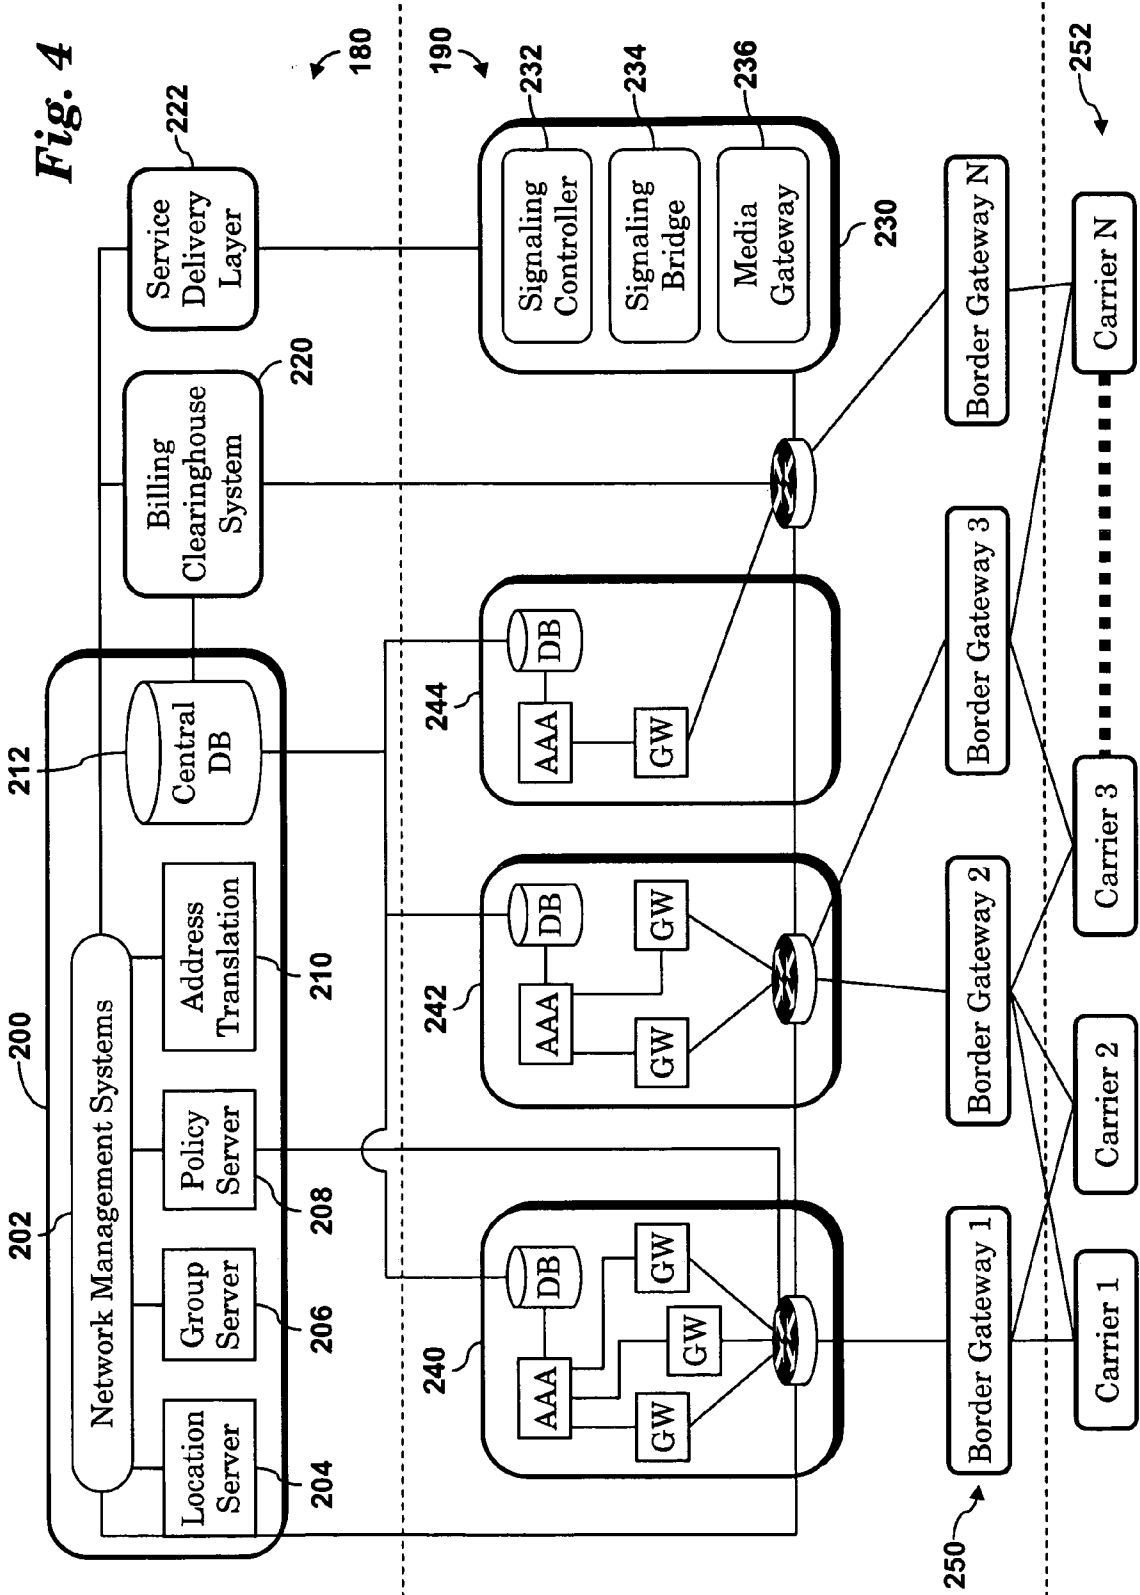 Fig. 4
200
202
Network Management Systems
Location
Server
204
Group
Server
206
Policy
Server
208
Address
Translation
210
212
Central
DB
Billing
Clearinghouse
System
220
Service
Delivery
Layer
222
180
190
240
AAA
DB
GW
GW
GW
242
AAA
DB
GW
GW
244
AAA
DB
GW
Signaling
Controller
232
Signaling
Bridge
234
Media
Gateway
236
230
250
Border Gateway 1
Border Gateway 2
Border Gateway 3
Border Gateway N
252
Carrier 1
Carrier 2
Carrier 3
Carrier N